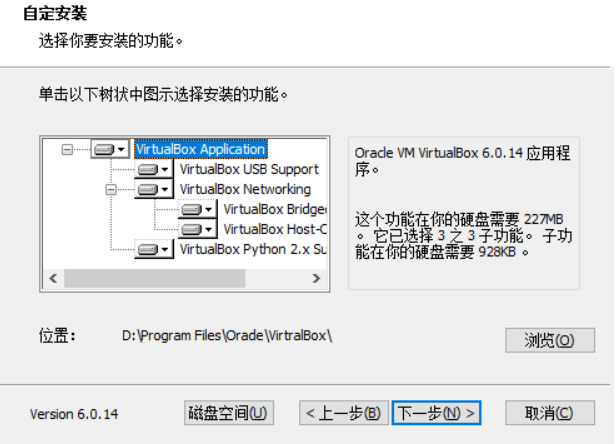 自定安装
选择你要安装的功能。
单击以下树状中图示选择安装的功能。
VirtualBox Application
VirtualBox USB Support
VirtualBox Networking
VirtualBox Bridge
VirtualBox Host-C
VirtualBox Python 2.x Su
Oracle VM VirtualBox 6.0.14 应用程
序。
这个功能在你的硬盘需要 227MB
。 它已选择 3 之 3 子功能。 子功
能在你的硬盘需要 928KB 。
位置: D:\Program Files\Orade\VirtralBox\
浏览(O)
Version 6.0.14
磁盘空间(U)
< 上一步(B)
下一步(N) >
取消(C)